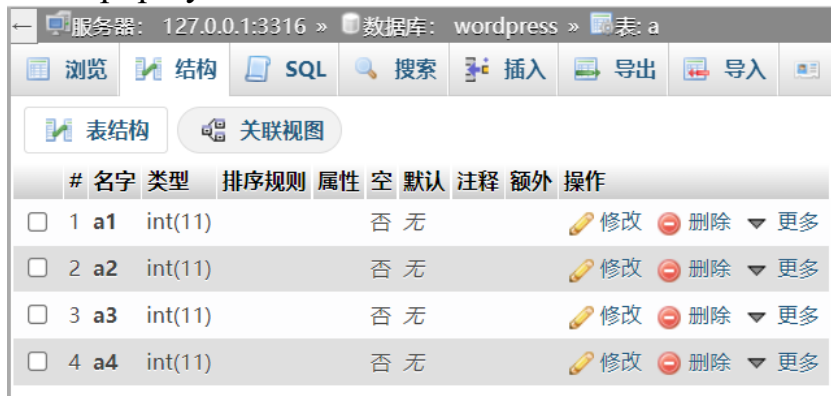 服务器: 127.0.0.1:3316 » 数据库: wordpress » 表: a
浏览 结构 SQL 搜索 插入 导出 导入
表结构 关联视图
# 名字 类型 排序规则 属性 空 默认 注释 额外 操作
1 a1 int(11) 否 无 修改 删除 更多
2 a2 int(11) 否 无 修改 删除 更多
3 a3 int(11) 否 无 修改 删除 更多
4 a4 int(11) 否 无 修改 删除 更多